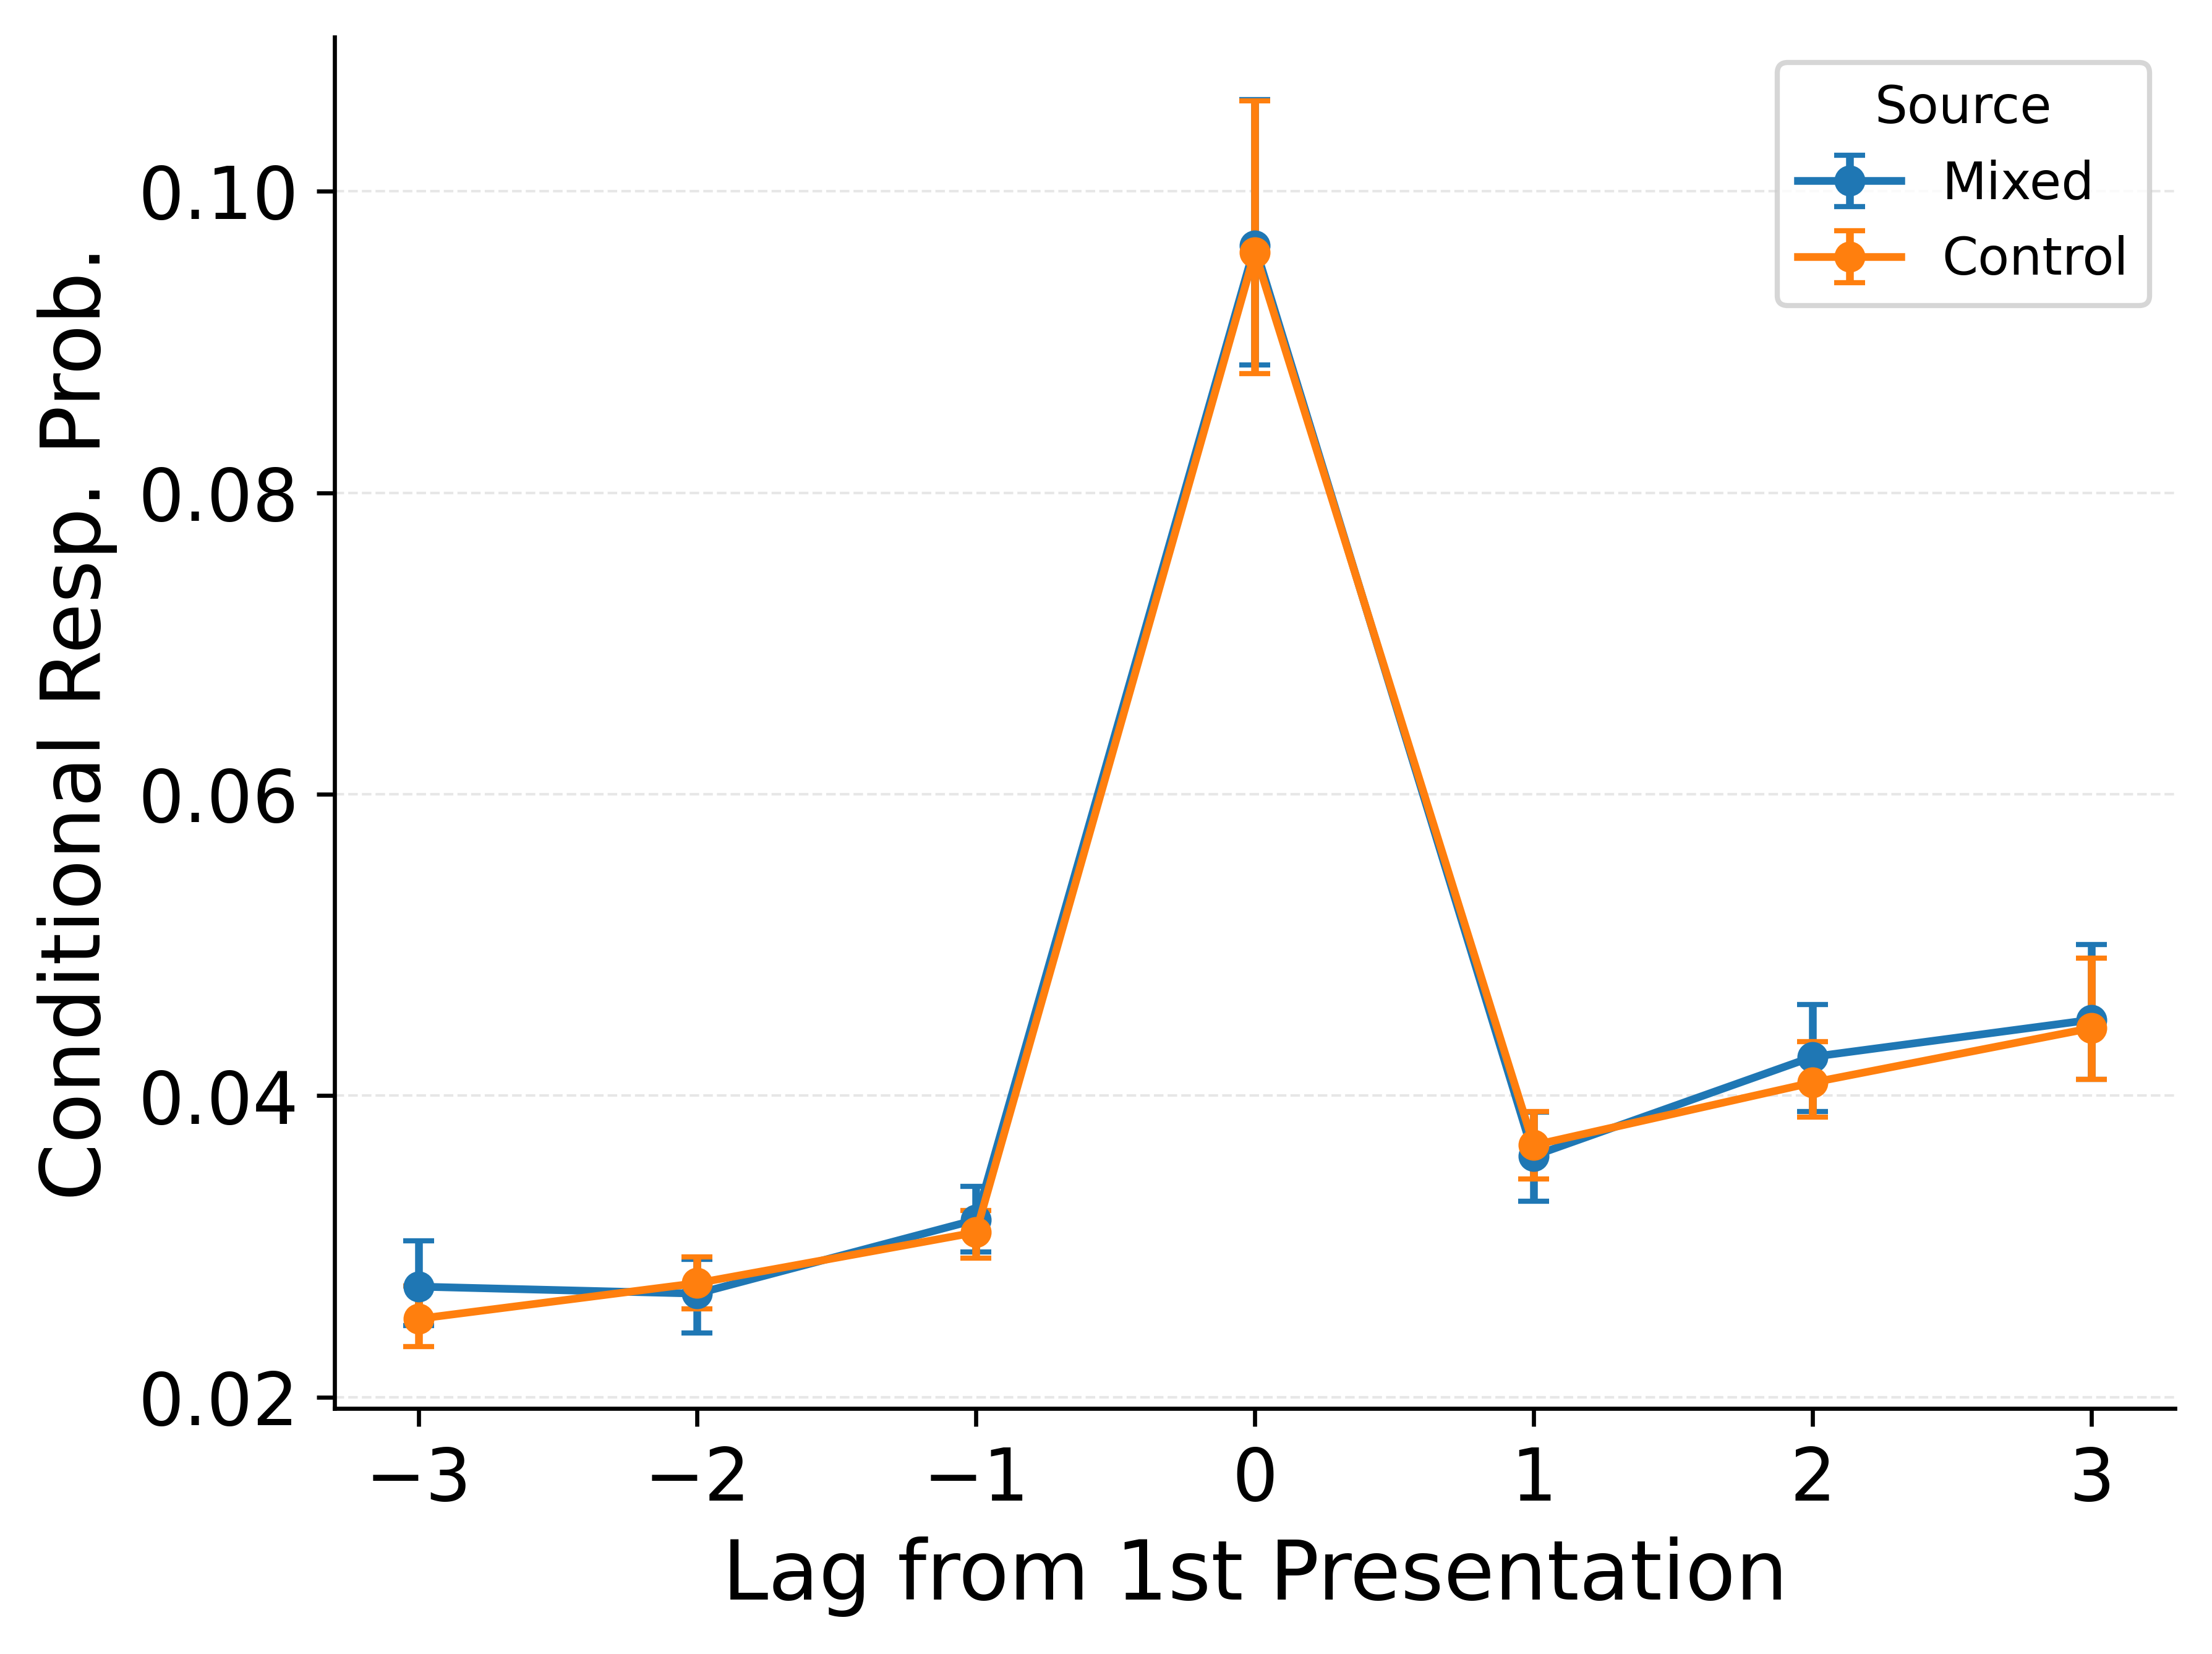 Source
Mixed
Control
Conditional Resp. Prob.
0.10
0.08
0.06
0.04
0.02
−3 −2 −1 0 1 2 3
Lag from 1st Presentation